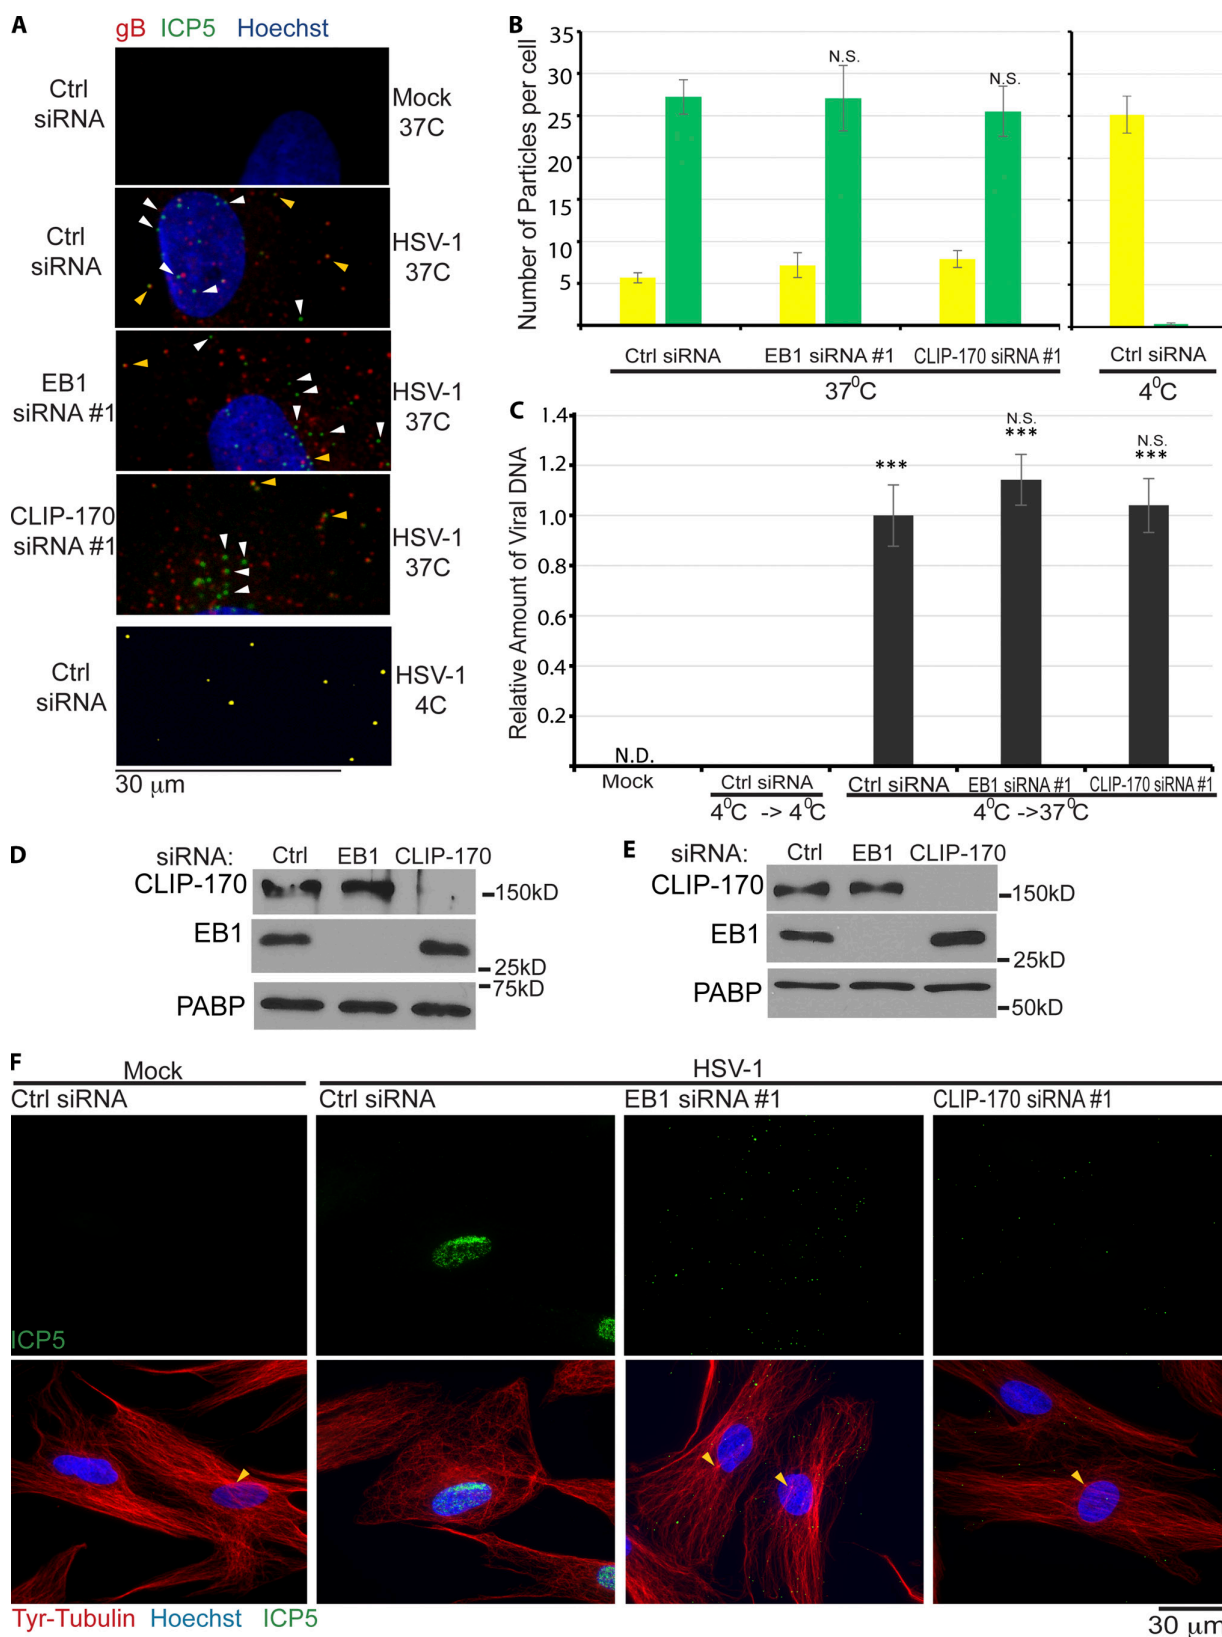 A
gB ICP5 Hoechst
Ctrl
siRNA
Mock
37C
Ctrl
siRNA
HSV-1
37C
EB1
siRNA #1
HSV-1
37C
CLIP-170
siRNA #1
HSV-1
37C
Ctrl
siRNA
HSV-1
4C
30 µm
B
Number of Particles per cell
35
30
25
20
15
10
5
N.S.
N.S.
Ctrl siRNA EB1 siRNA #1 CLIP-170 siRNA #1 Ctrl siRNA
37⁰C 4⁰C
C
Relative Amount of Viral DNA
1.4
1.2
1.0
0.8
0.6
0.4
0.2
N.D.
***
N.S.
***
N.S.
***
Mock Ctrl siRNA Ctrl siRNA EB1 siRNA #1 CLIP-170 siRNA #1
4⁰C -> 4⁰C 4⁰C ->37⁰C
D
siRNA: Ctrl EB1 CLIP-170
CLIP-170
150kD
EB1
25kD
75kD
PABP
E
siRNA: Ctrl EB1 CLIP-170
CLIP-170
150kD
EB1
25kD
PABP
50kD
F
Mock HSV-1
Ctrl siRNA Ctrl siRNA EB1 siRNA #1 CLIP-170 siRNA #1
ICP5
Tyr-Tubulin Hoechst ICP5
30 µm